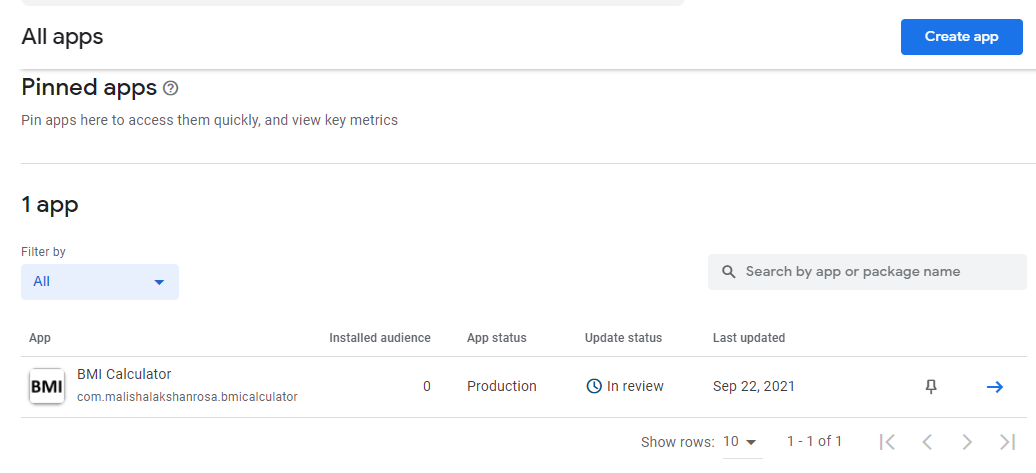 All apps
Create app
Pinned apps ?
Pin apps here to access them quickly, and view key metrics
1 app
Filter by
All
Search by app or package name
App Installed audience App status Update status Last updated
BMI BMI Calculator
com.malishalakshanrosa.bmicalculator
0 Production In review Sep 22, 2021
Show rows: 10 1 - 1 of 1